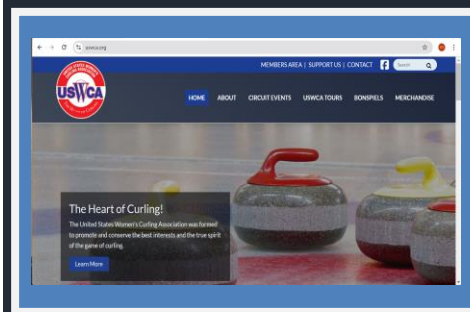 uswca.org
MEMBERS AREA | SUPPORT US | CONTACT
Search
USWCA
HOME ABOUT CIRCUIT EVENTS USWCA TOURS BONSPIELS MERCHANDISE
The Heart of Curling!
The United States Women's Curling Association was formed
to promote and conserve the best interests and the true spirit
of the game of curling.
Learn More